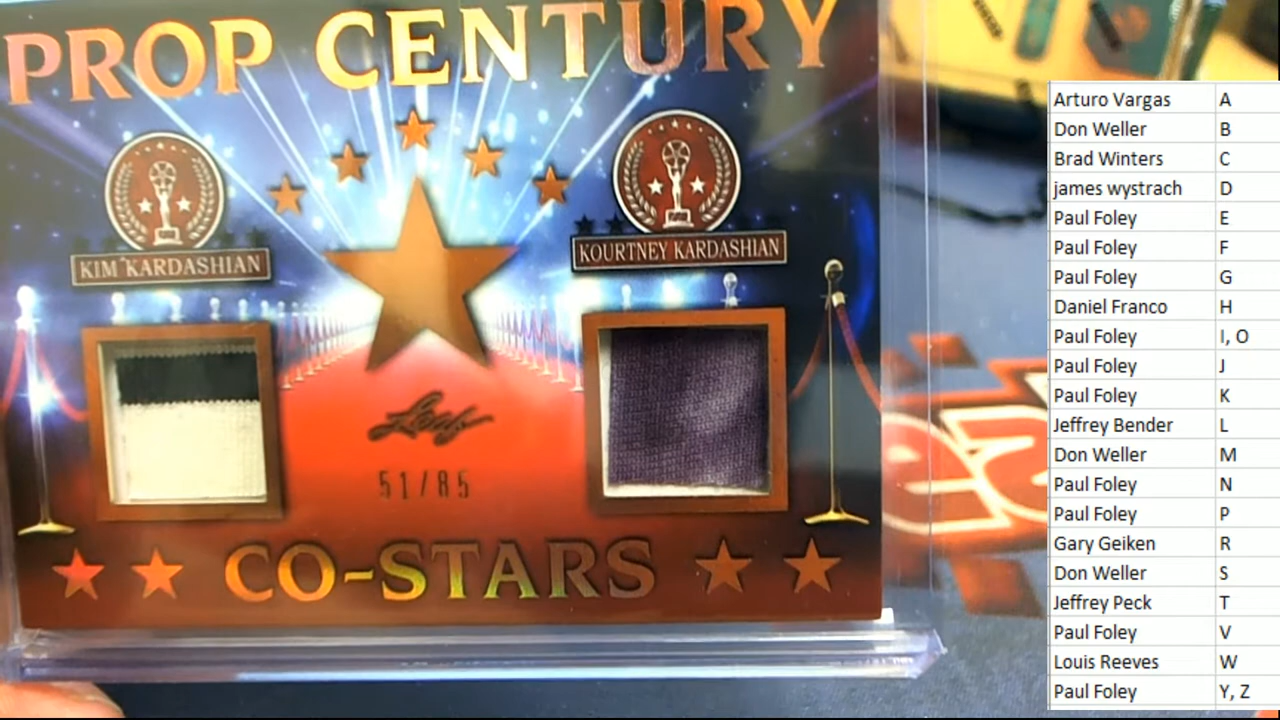 PROP CENTURY
KIM KARDASHIAN
KOURTNEY KARDASHIAN
Leaf
51/85
CO-STARS
Arturo Vargas A
Don Weller B
Brad Winters C
james wystrach D
Paul Foley E
Paul Foley F
Paul Foley G
Daniel Franco H
Paul Foley I, O
Paul Foley J
Paul Foley K
Jeffrey Bender L
Don Weller M
Paul Foley N
Paul Foley P
Gary Geiken R
Don Weller S
Jeffrey Peck T
Paul Foley V
Louis Reeves W
Paul Foley Y, Z